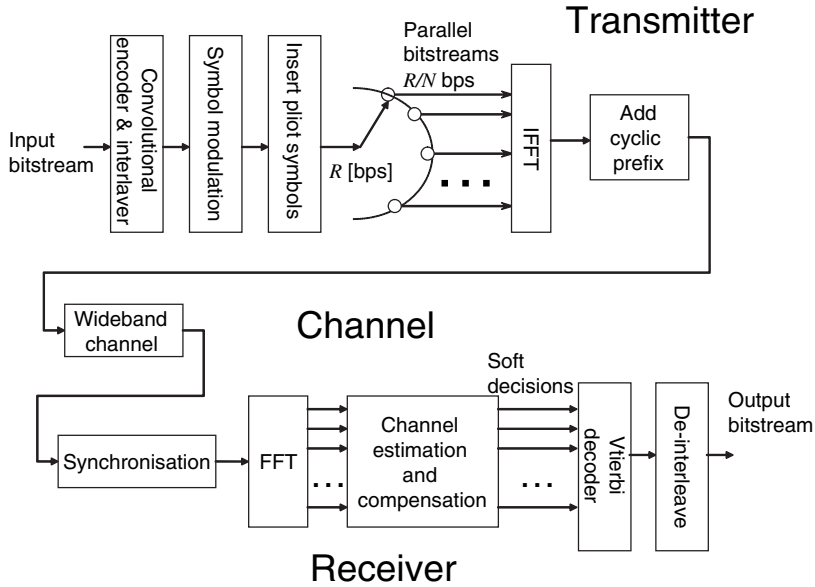 Transmitter
Parallel
bitstreams
R/N bps
Input
bitstream
Convolutional
encoder & interlaver
Symbol modulation
Insert pliot symbols
R [bps]
IFFT
Add
cyclic
prefix
Wideband
channel
Channel
Soft
decisions
Synchronisation
FFT
Channel
estimation
and
compensation
Vtierbi
decoder
De-interleave
Output
bitstream
Receiver